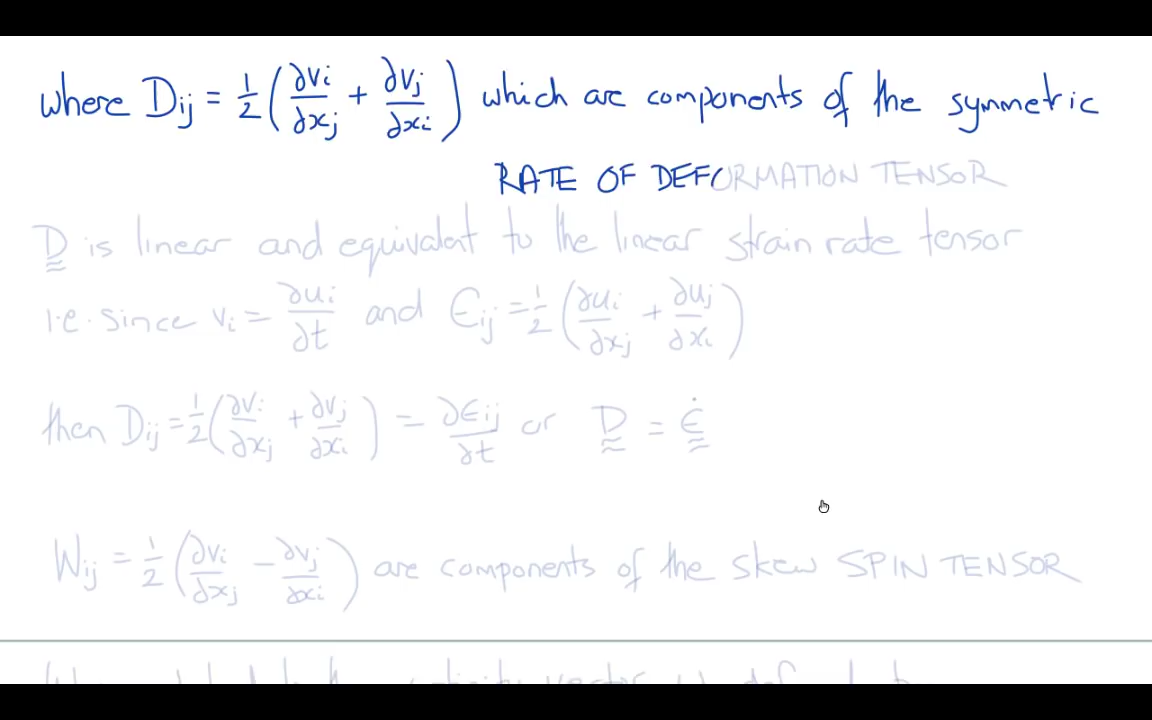 where Dij = 1/2 (∂vi/∂xj + ∂vj/∂xi) which are components of the symmetric
RATE OF DEFORMATION TENSOR
D is linear and equivalent to the linear strain rate tensor
i.e. since vi = ∂ui/∂t and Eij = 1/2 (∂ui/∂xj + ∂uj/∂xi)
then Dij = 1/2 (∂vi/∂xj + ∂vj/∂xi) = ∂Eij/∂t or D = Ė
Wij = 1/2 (∂vi/∂xj − ∂vj/∂xi) are components of the skew SPIN TENSOR